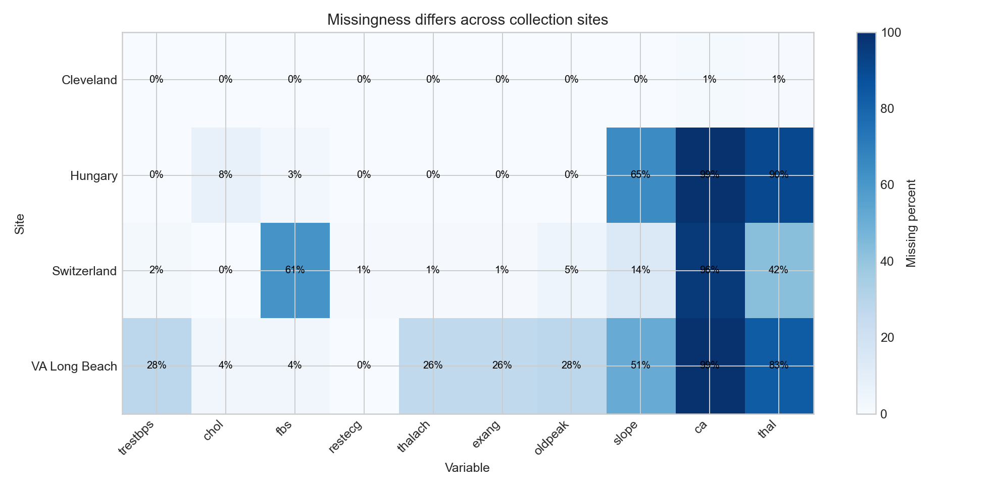 Missingness differs across collection sites
Cleveland 0% 0% 0% 0% 0% 0% 0% 0% 1% 1%
Hungary 0% 8% 3% 0% 0% 0% 0% 65% 99% 90%
Switzerland 2% 0% 61% 1% 1% 1% 5% 14% 96% 42%
VA Long Beach 28% 4% 4% 0% 26% 26% 28% 51% 99% 83%
Site
trestbps chol fbs restecg thalach exang oldpeak slope ca thal
Variable
100
80
60
40
20
0
Missing percent